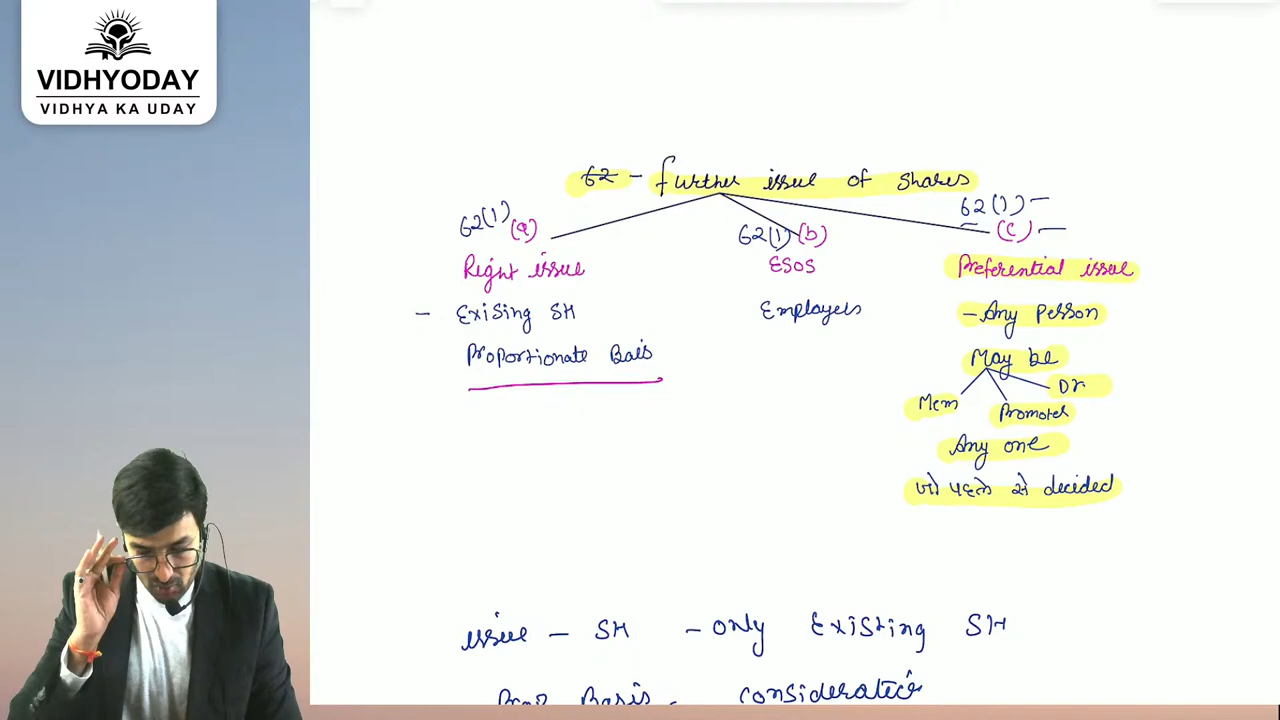 VIDHYODAY
VIDHYA KA UDAY
62 - Further issue of shares
62(1) (a)
62(1) (b)
62(1) -
(c) -
Right issue
ESOS
Preferential issue
- Exising SH
Employees
- Any person
Proportionate Bais
May be
Mem
Promoter
Dr
Any one
जो पहले से decided
issue - SH - only Existing SH
Basis consideration